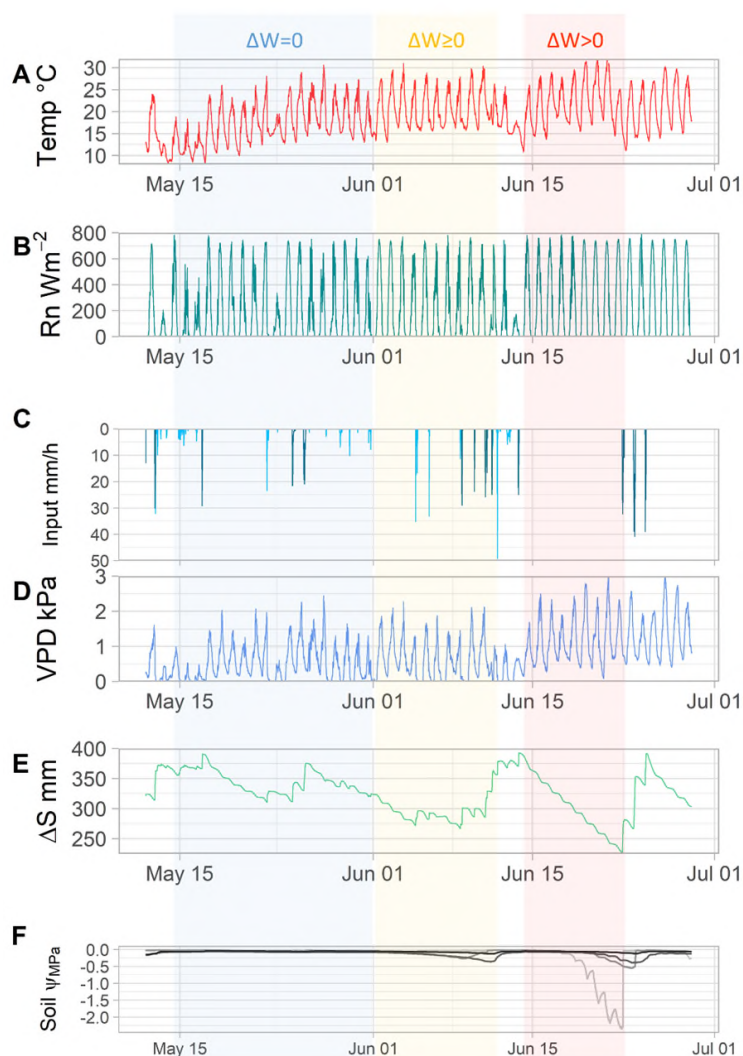 ΔW=0 ΔW≥0 ΔW>0
A
Temp °C
30
25
20
15
10
May 15 Jun 01 Jun 15 Jul 01
B
Rn Wm⁻²
800
600
400
200
0
May 15 Jun 01 Jun 15 Jul 01
C
Input mm/h
0
10
20
30
40
50
D
VPD kPa
3
2
1
0
May 15 Jun 01 Jun 15 Jul 01
E
ΔS mm
400
350
300
250
May 15 Jun 01 Jun 15 Jul 01
F
Soil ψMPa
0.0
-0.5
-1.0
-1.5
-2.0
May 15 Jun 01 Jun 15 Jul 01